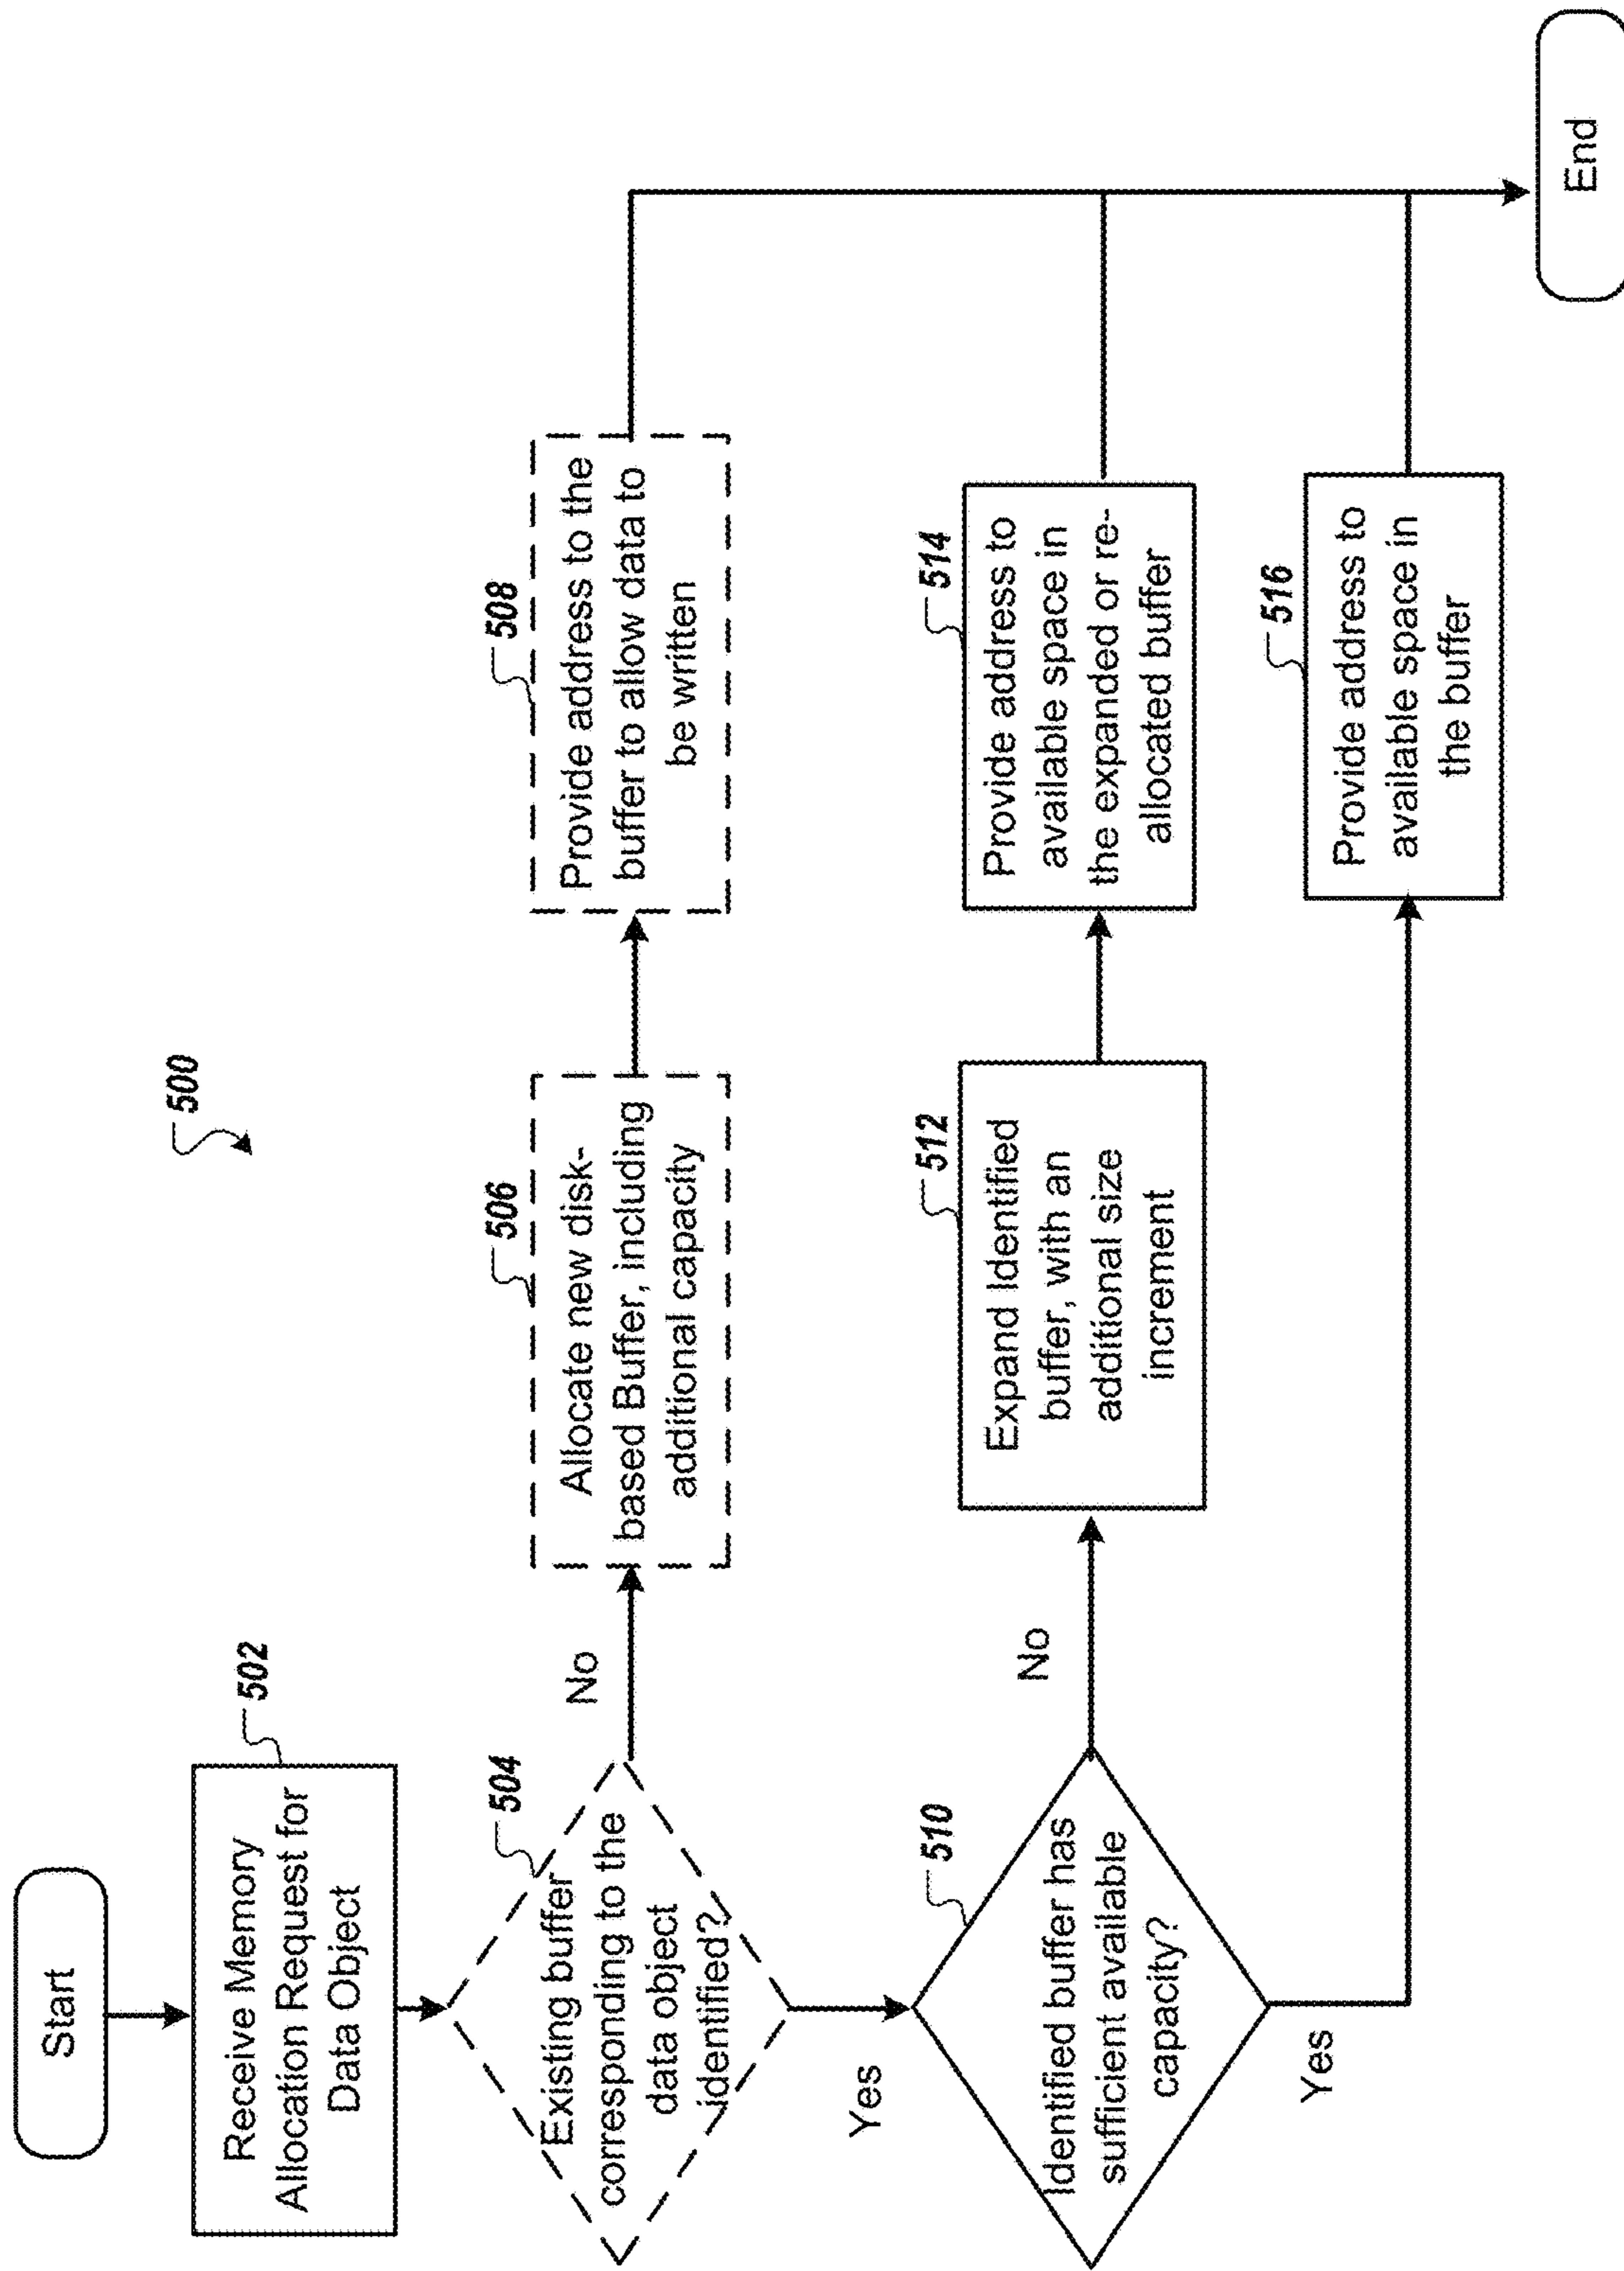 500
Start
502
Receive Memory
Allocation Request for
Data Object
504
Existing buffer
corresponding to the
data object
identified?
No
506
Allocate new disk-
based Buffer, including
additional capacity
508
Provide address to the
buffer to allow data to
be written
Yes
510
Identified buffer has
sufficient available
capacity?
No
512
Expand Identified
buffer, with an
additional size
increment
514
Provide address to
available space in
the expanded or re-
allocated buffer
Yes
516
Provide address to
available space in
the buffer
End